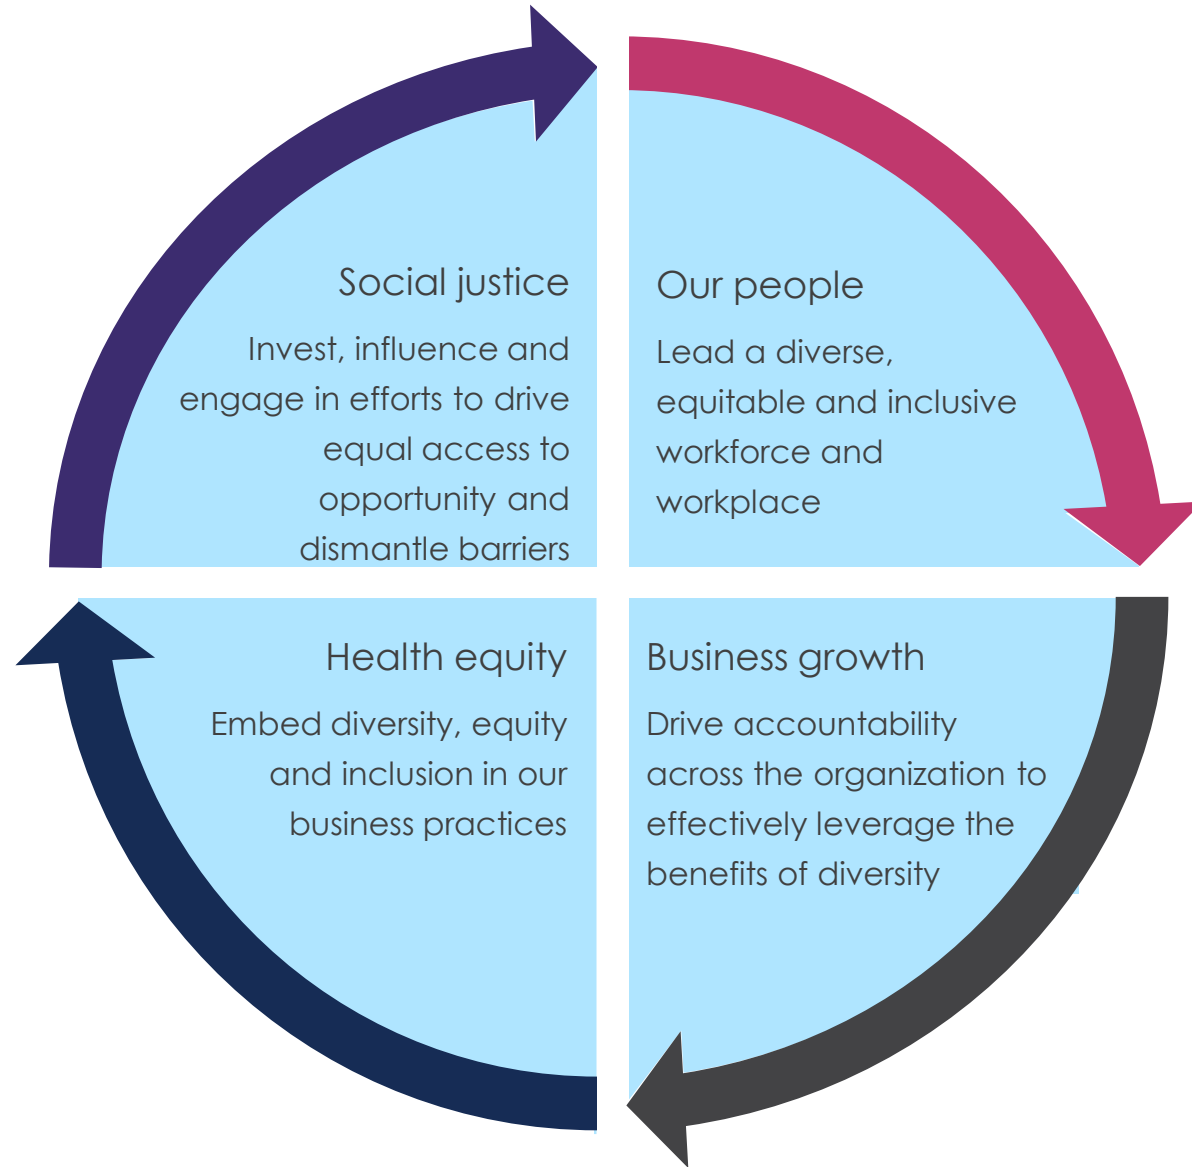 Social justice
Invest, influence and
engage in efforts to drive
equal access to
opportunity and
dismantle barriers
Our people
Lead a diverse,
equitable and inclusive
workforce and
workplace
Health equity
Embed diversity, equity
and inclusion in our
business practices
Business growth
Drive accountability
across the organization to
effectively leverage the
benefits of diversity